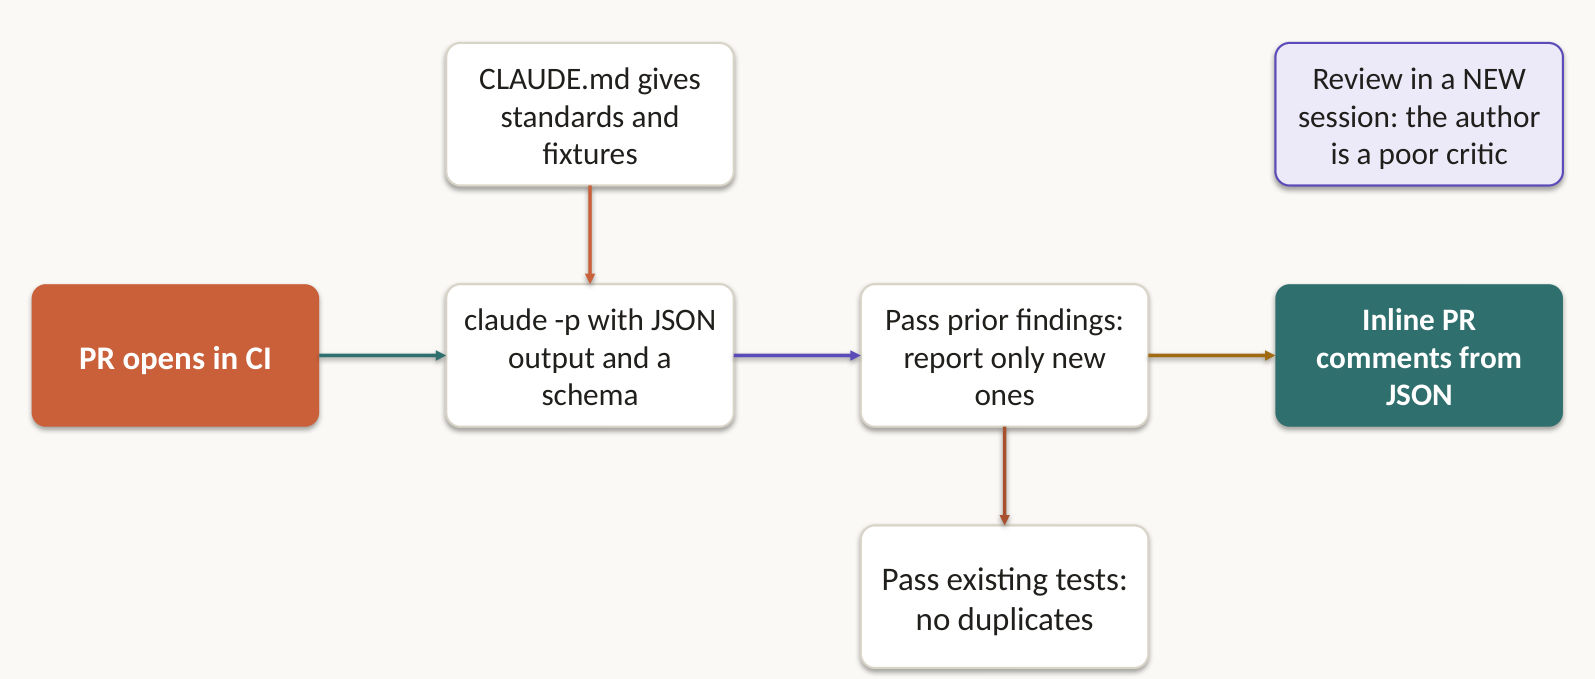 CLAUDE.md gives
standards and
fixtures
Review in a NEW
session: the author
is a poor critic
PR opens in CI
claude -p with JSON
output and a
schema
Pass prior findings:
report only new
ones
Inline PR
comments from
JSON
Pass existing tests:
no duplicates